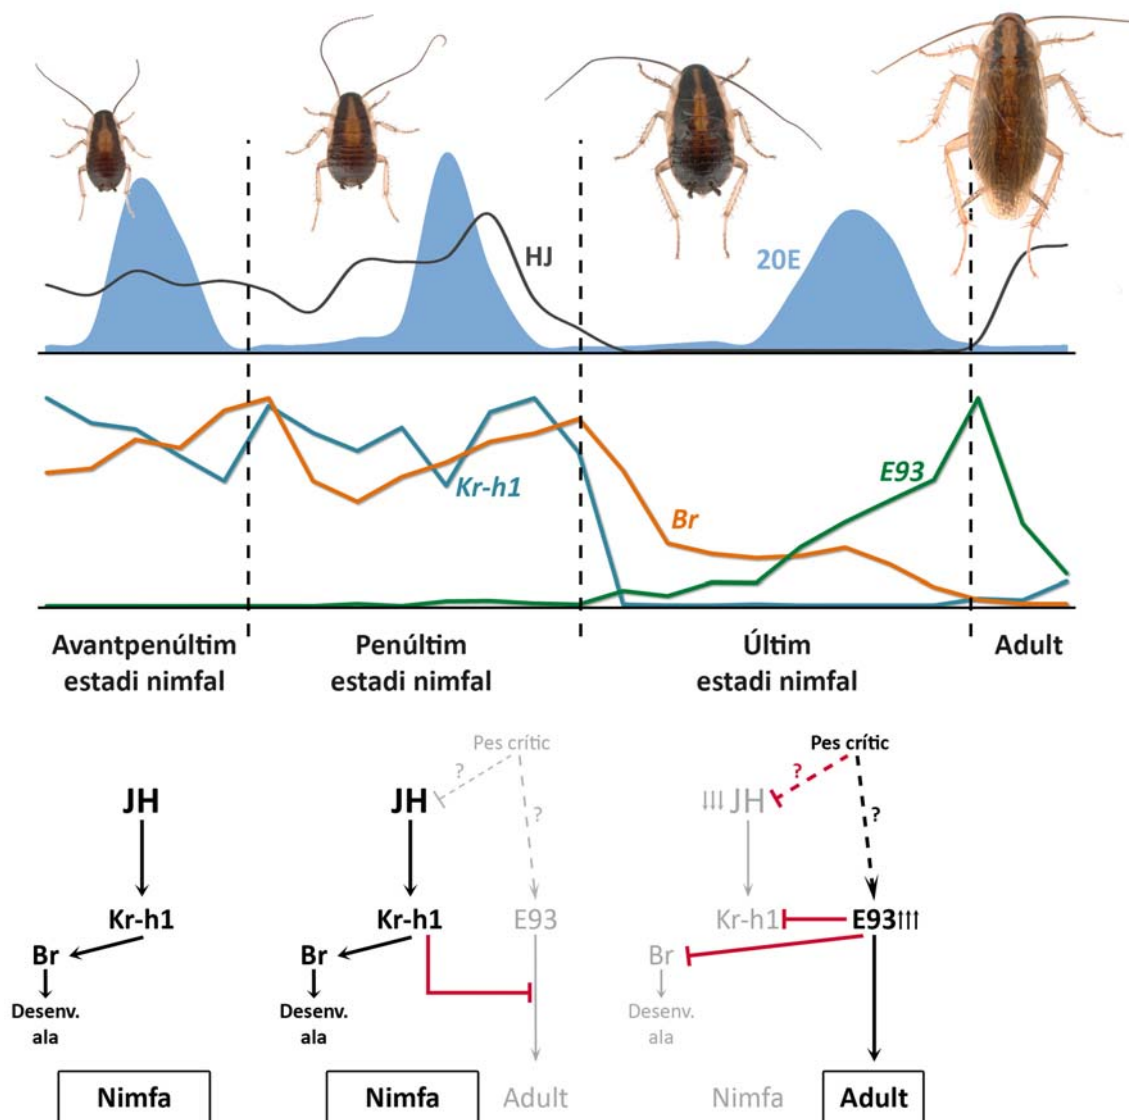 HJ
20E
Kr-h1
Br
E93
Avantpenúltim
estadi nimfal
Penúltim
estadi nimfal
Últim
estadi nimfal
Adult
JH
Kr-h1
Br
Desenv.
ala
Nimfa
Pes crític
?
?
JH
Kr-h1
E93
Br
Desenv.
ala
Nimfa
Adult
Pes crític
?
?
↓↓↓ JH
Kr-h1
E93↑↑↑
Br
Desenv.
ala
Nimfa
Adult